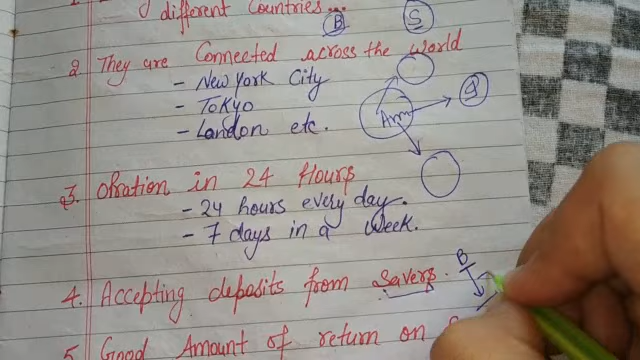 different Countries...
B S
2 They are Connected across the world
- New York City
- Tokyo
- London etc.
3. Oration in 24 Hours
- 24 hours every day.
- 7 days in a Week.
4. Accepting deposits from Savers. B
5. Good Amount of return on